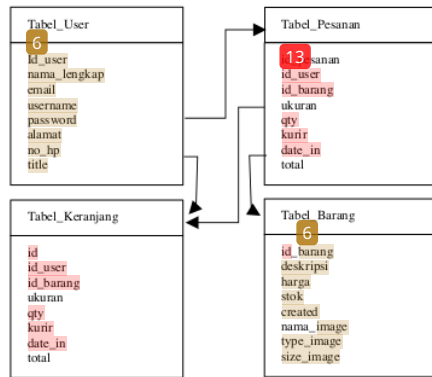 Tabel_User
6
Id_user
nama_lengkap
email
username
password
alamat
no_hp
title
Tabel_Pesanan
13
id_user
id_barang
ukuran
qty
kurir
date_in
total
Tabel_Keranjang
id
id_user
id_barang
ukuran
qty
kurir
date_in
total
Tabel_Barang
6
id_barang
deskripsi
harga
stok
created
nama_image
type_image
size_image